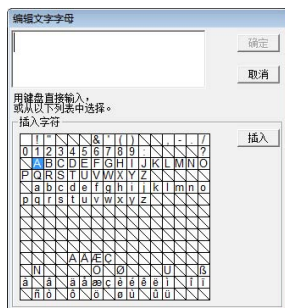 编辑文字字母
确定
取消
用键盘直接输入，
或从以下列表中选择。
插入字符
插入
! " & ' ( ) , - . /
0 1 2 3 4 5 6 7 8 9 : ?
A B C D E F G H I J K L M N O
P Q R S T U V W X Y Z
a b c d e f g h i j k l m n o
p q r s t u v w x y z
Ä Å Æ Ç
Ñ Ö Ø Ü ß
à â ä å æ ç è é ê ë ì î ï
ñ ò ô ö ø ù û ü